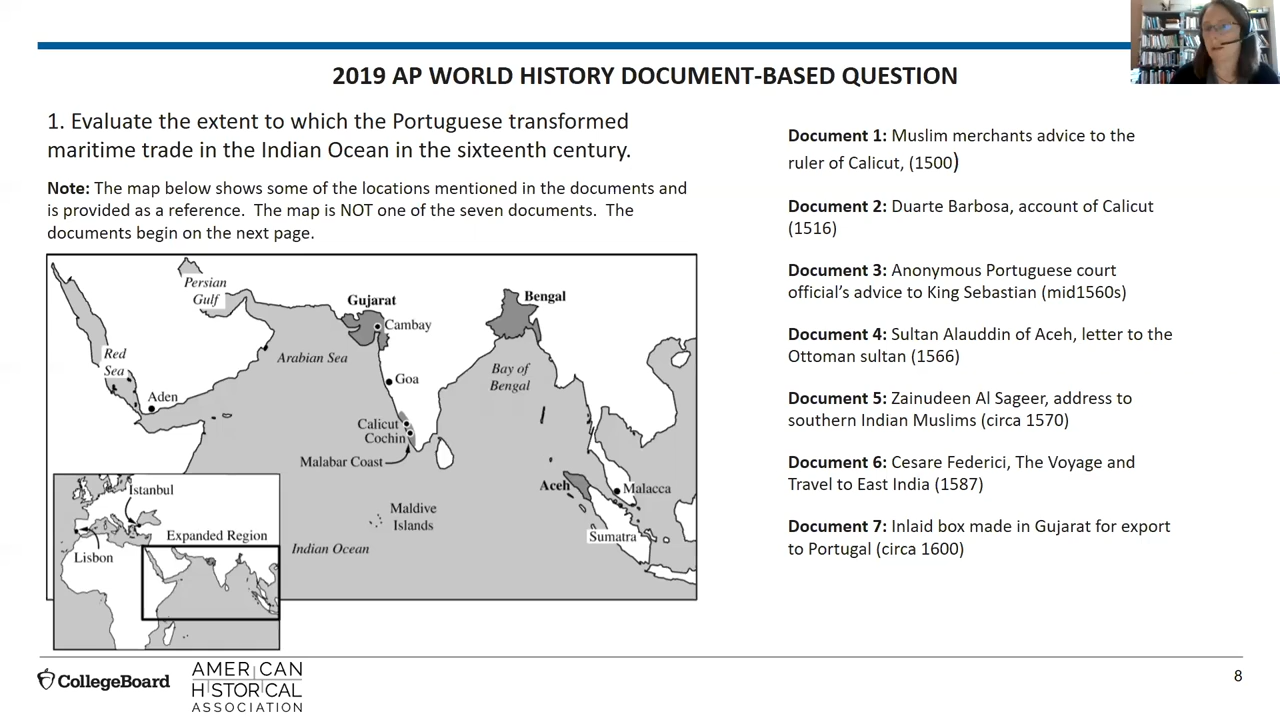 2019 AP WORLD HISTORY DOCUMENT-BASED QUESTION
1. Evaluate the extent to which the Portuguese transformed
maritime trade in the Indian Ocean in the sixteenth century.
Note: The map below shows some of the locations mentioned in the documents and
is provided as a reference.  The map is NOT one of the seven documents.  The
documents begin on the next page.
Persian
Gulf
Gujarat
Cambay
Bengal
Red
Sea
Arabian Sea
Bay of
Bengal
Aden
Goa
Calicut
Cochin
Malabar Coast
Aceh
Malacca
Maldive
Islands
Sumatra
Indian Ocean
Istanbul
Expanded Region
Lisbon
Document 1: Muslim merchants advice to the
ruler of Calicut, (1500)
Document 2: Duarte Barbosa, account of Calicut
(1516)
Document 3: Anonymous Portuguese court
official’s advice to King Sebastian (mid1560s)
Document 4: Sultan Alauddin of Aceh, letter to the
Ottoman sultan (1566)
Document 5: Zainudeen Al Sageer, address to
southern Indian Muslims (circa 1570)
Document 6: Cesare Federici, The Voyage and
Travel to East India (1587)
Document 7: Inlaid box made in Gujarat for export
to Portugal (circa 1600)
CollegeBoard
AMERICAN
HISTORICAL
ASSOCIATION
8